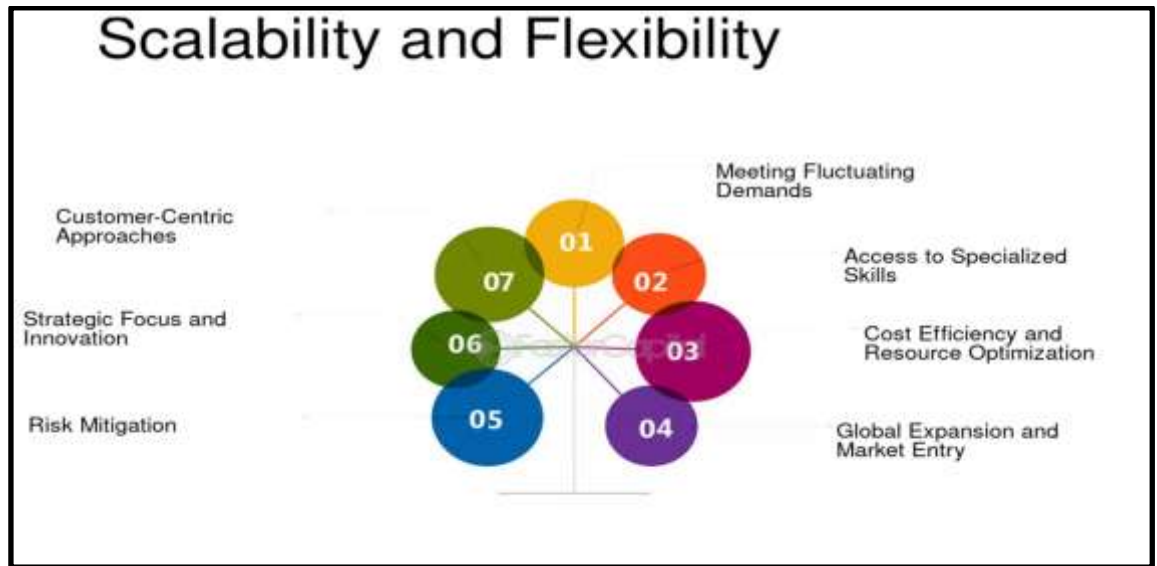 Scalability and Flexibility
01
Meeting Fluctuating
Demands
02
Access to Specialized
Skills
03
Cost Efficiency and
Resource Optimization
04
Global Expansion and
Market Entry
05
Risk Mitigation
06
Strategic Focus and
Innovation
07
Customer-Centric
Approaches